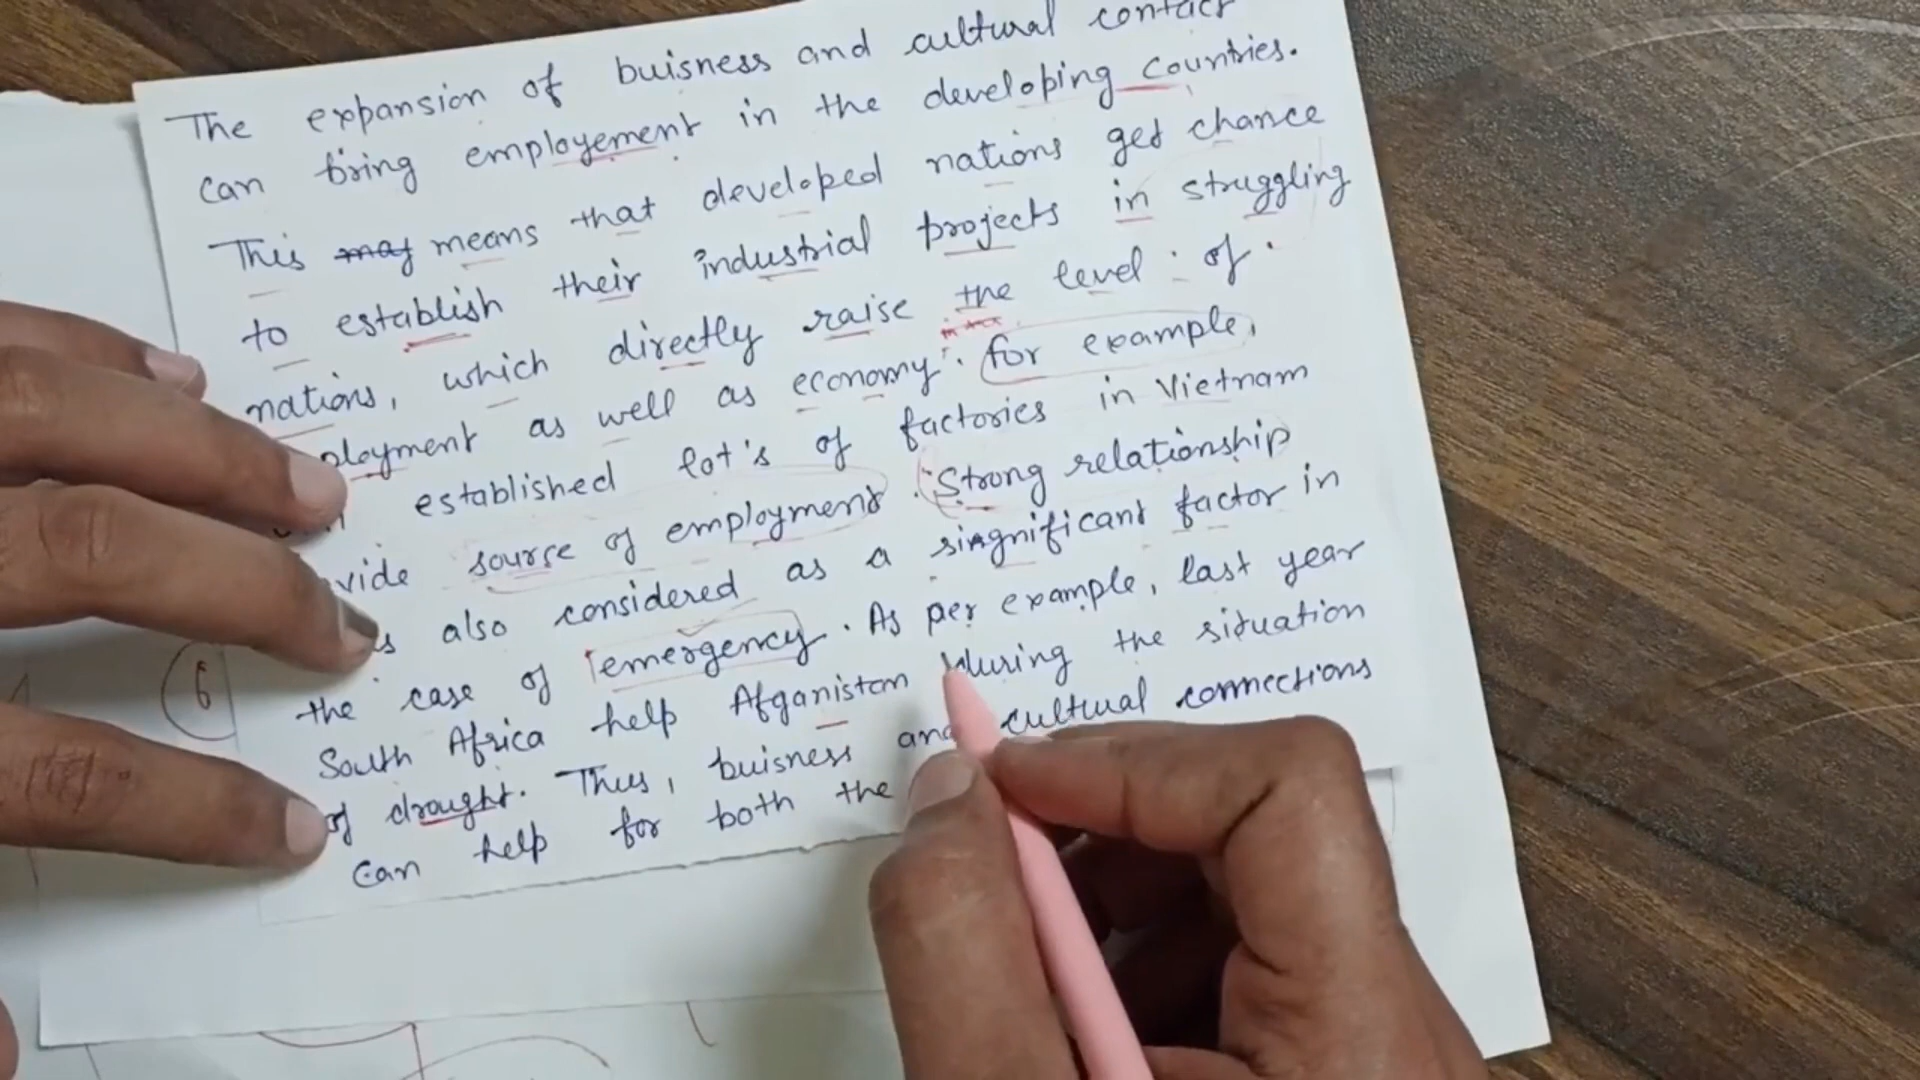 The expansion of buisness and cultural contact
can bring employement in the developing countries.
This may means that developed nations get chance
to establish their industrial projects in struggling
nations, which directly raise the level of
ployment as well as economy. for example,
established lot's of factories in Vietnam
vide sourse of employment. Strong relationship
is also considered as a singnificant factor in
the case of emergency. As per example, last year
South Africa help Afganistan during the situation
of drought. Thus, buisness and cultural connections
can help for both the
6